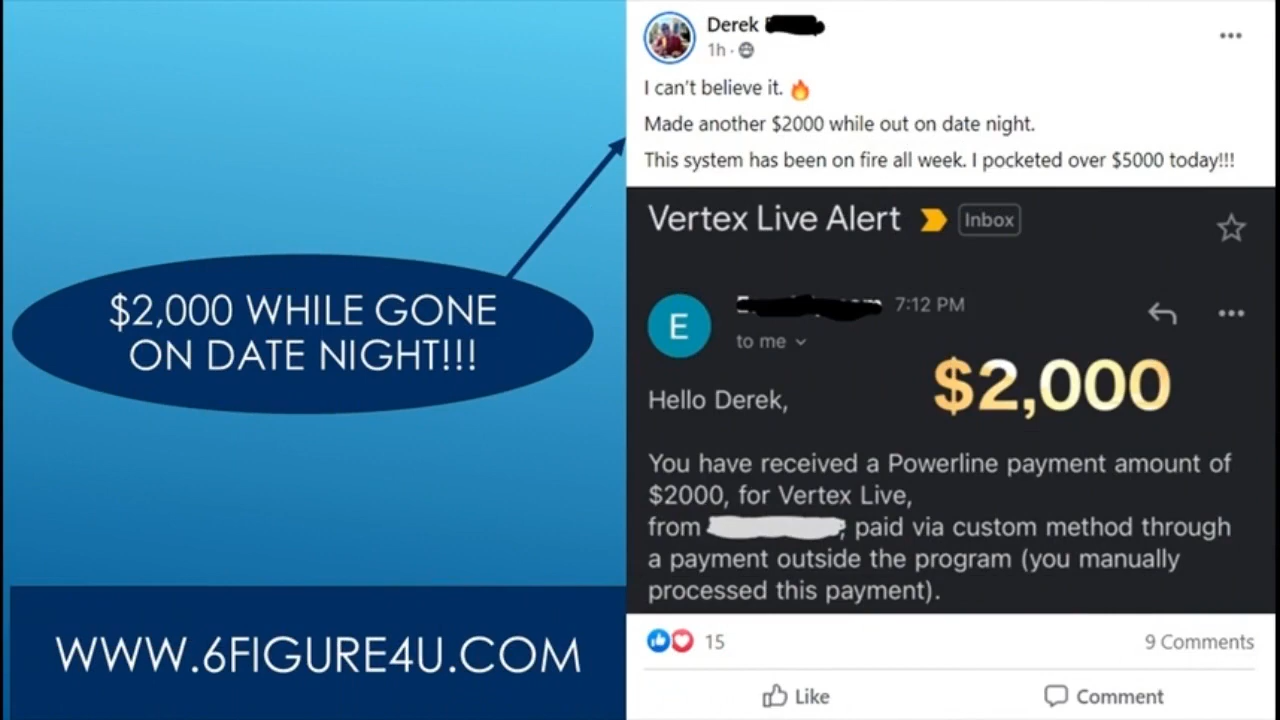 $2,000 WHILE GONE
ON DATE NIGHT!!!
WWW.6FIGURE4U.COM
Derek
1h ·
I can't believe it. 🔥
Made another $2000 while out on date night.
This system has been on fire all week. I pocketed over $5000 today!!!
Vertex Live Alert Inbox
E
7:12 PM
to me
$2,000
Hello Derek,
You have received a Powerline payment amount of
$2000, for Vertex Live,
from , paid via custom method through
a payment outside the program (you manually
processed this payment).
15
9 Comments
Like
Comment